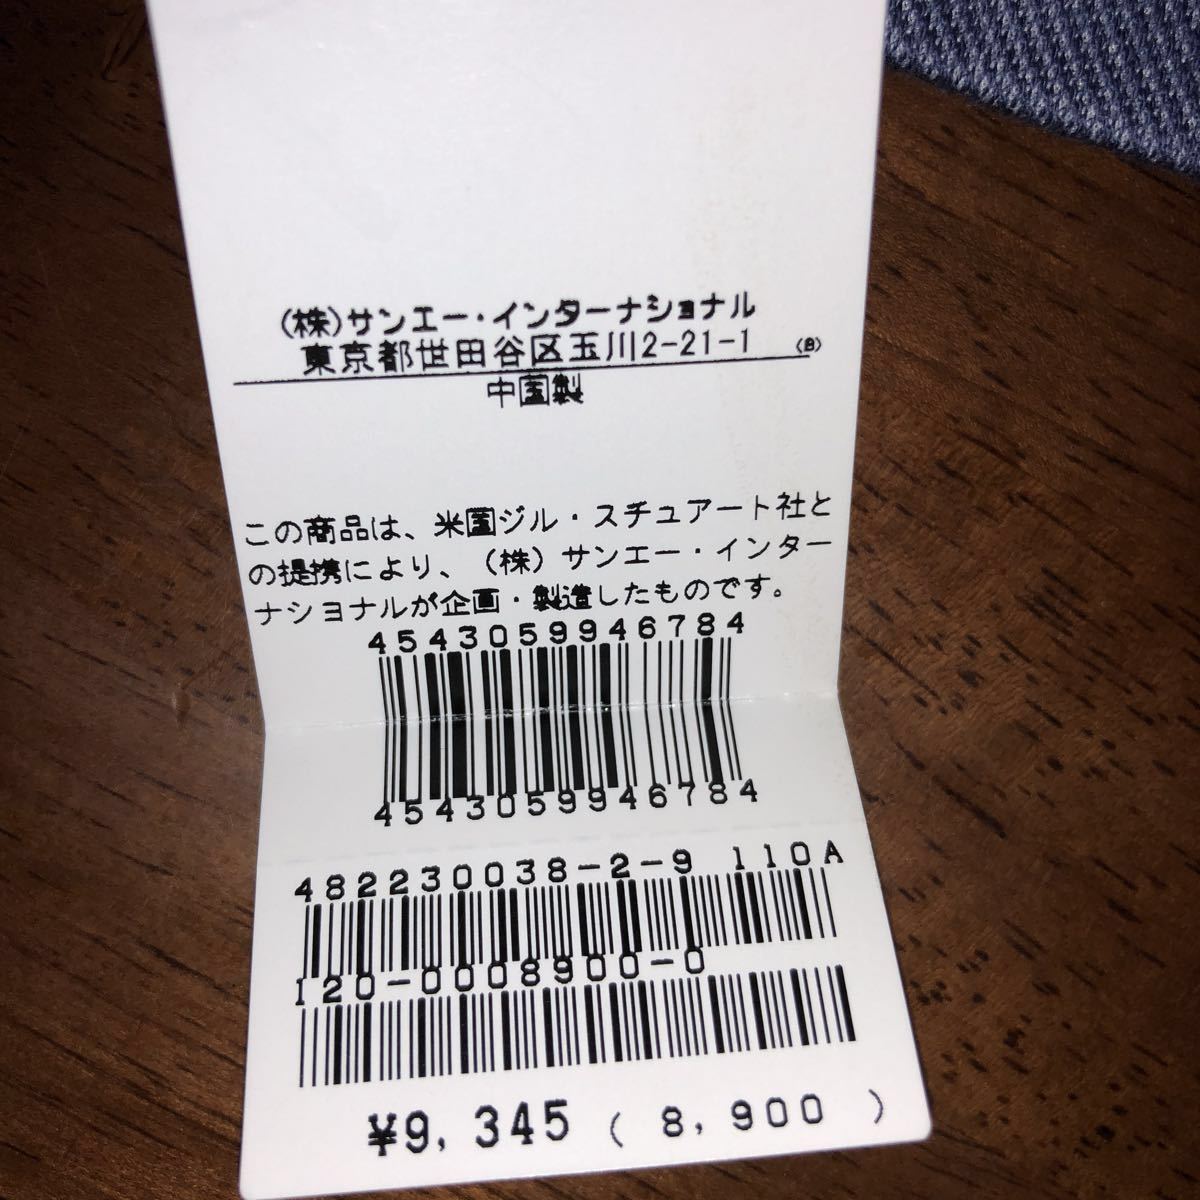 (株)サンエー・インターナショナル
東京都世田谷区玉川2-21-1 (B)
中国製
この商品は、米国ジル・スチュアート社と
の提携により、(株)サンエー・インター
ナショナルが企画・製造したものです。
4543059946784
4543059946784
482230038-2-9 110A
120-0008900-0
¥9,345 (8,900)